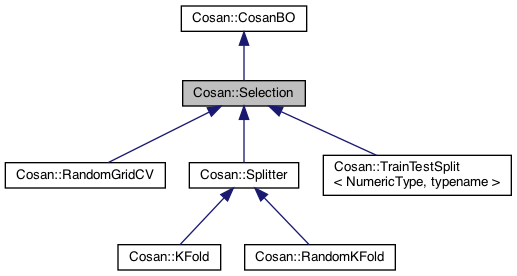 Cosan::CosanBO
Cosan::Selection
Cosan::RandomGridCV
Cosan::Splitter
Cosan::TrainTestSplit
< NumericType, typename >
Cosan::KFold
Cosan::RandomKFold